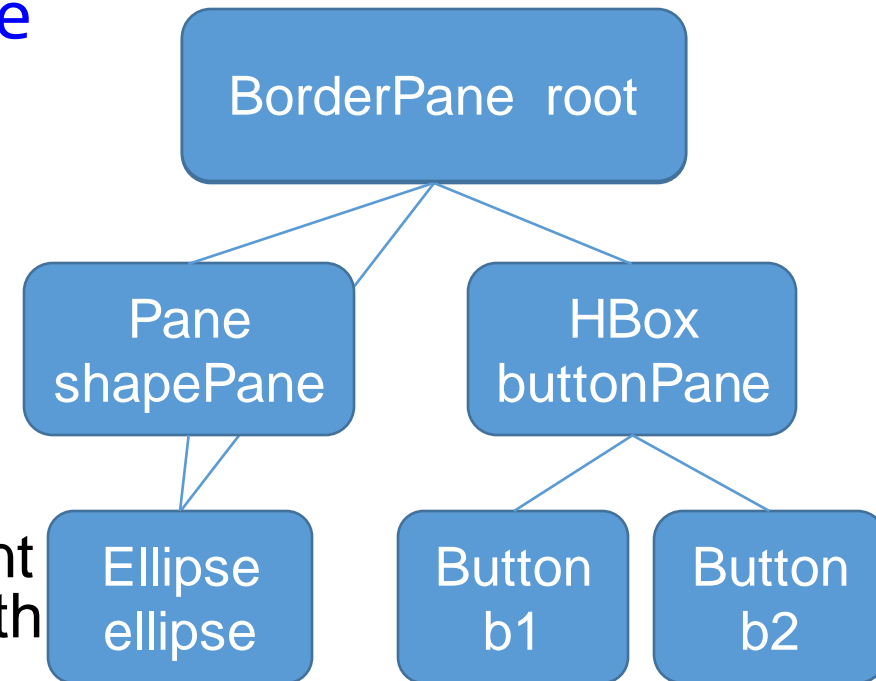 e
BorderPane root
Pane
shapePane
HBox
buttonPane
nt
th
Ellipse
ellipse
Button
b1
Button
b2